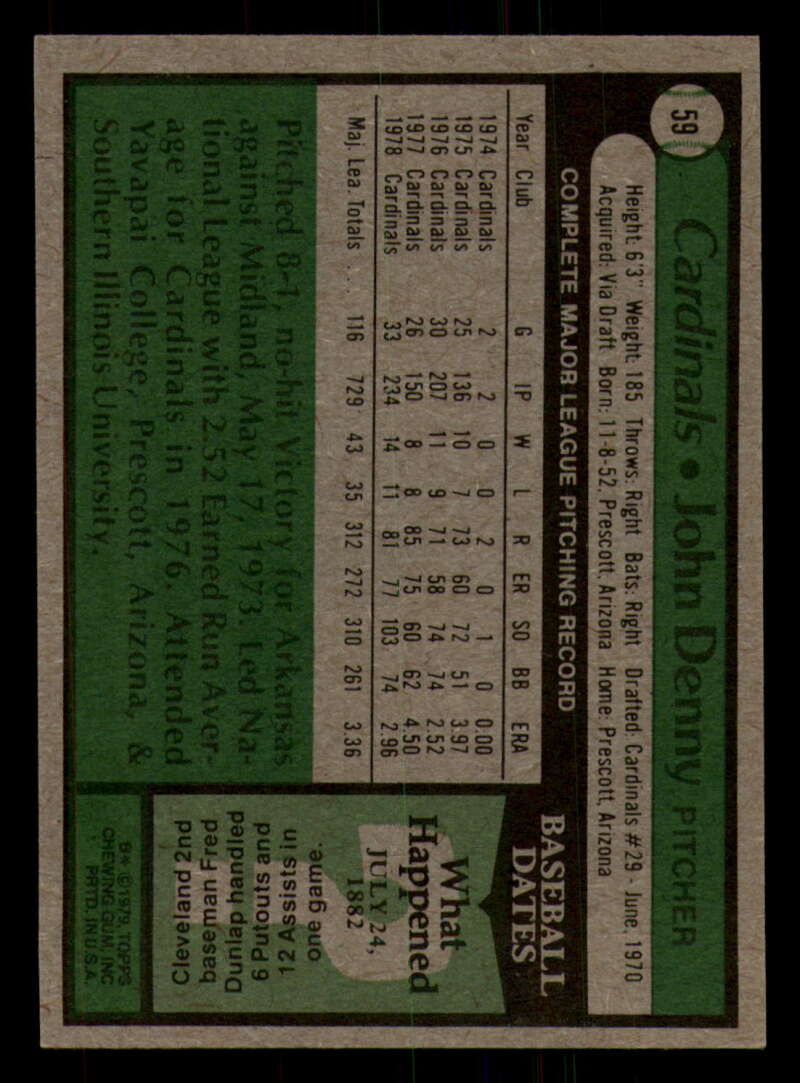 59
Cardinals • John Denny PITCHER
Height: 6'3" Weight: 185 Throws: Right Bats: Right Drafted: Cardinals #29 - June, 1970
Acquired: Via Draft Born: 11-8-52, Prescott, Arizona Home: Prescott, Arizona
COMPLETE MAJOR LEAGUE PITCHING RECORD
Year Club G IP W L R ER SO BB ERA
1974 Cardinals 2 2 0 0 2 0 1 0 0.00
1975 Cardinals 25 136 10 7 73 60 72 51 3.97
1976 Cardinals 30 207 11 9 71 58 74 74 2.52
1977 Cardinals 26 150 8 8 85 75 60 62 4.50
1978 Cardinals 33 234 14 11 81 77 103 74 2.96
Maj. Lea. Totals .... 116 729 43 35 312 272 310 261 3.36
Pitched 8-1, no-hit Victory for Arkansas
against Midland, May 17, 1973. Led Na-
tional League with 2.52 Earned Run Aver-
age for Cardinals in 1976. Attended
Yavapai College, Prescott, Arizona, &
Southern Illinois University.
BASEBALL
DATES
What
Happened
JULY 24,
1882
Cleveland 2nd
baseman Fred
Dunlap handled
6 Putouts and
12 Assists in
one game.
B* © 1979, TOPPS
CHEWING GUM, INC.
PRTD. IN U.S.A.